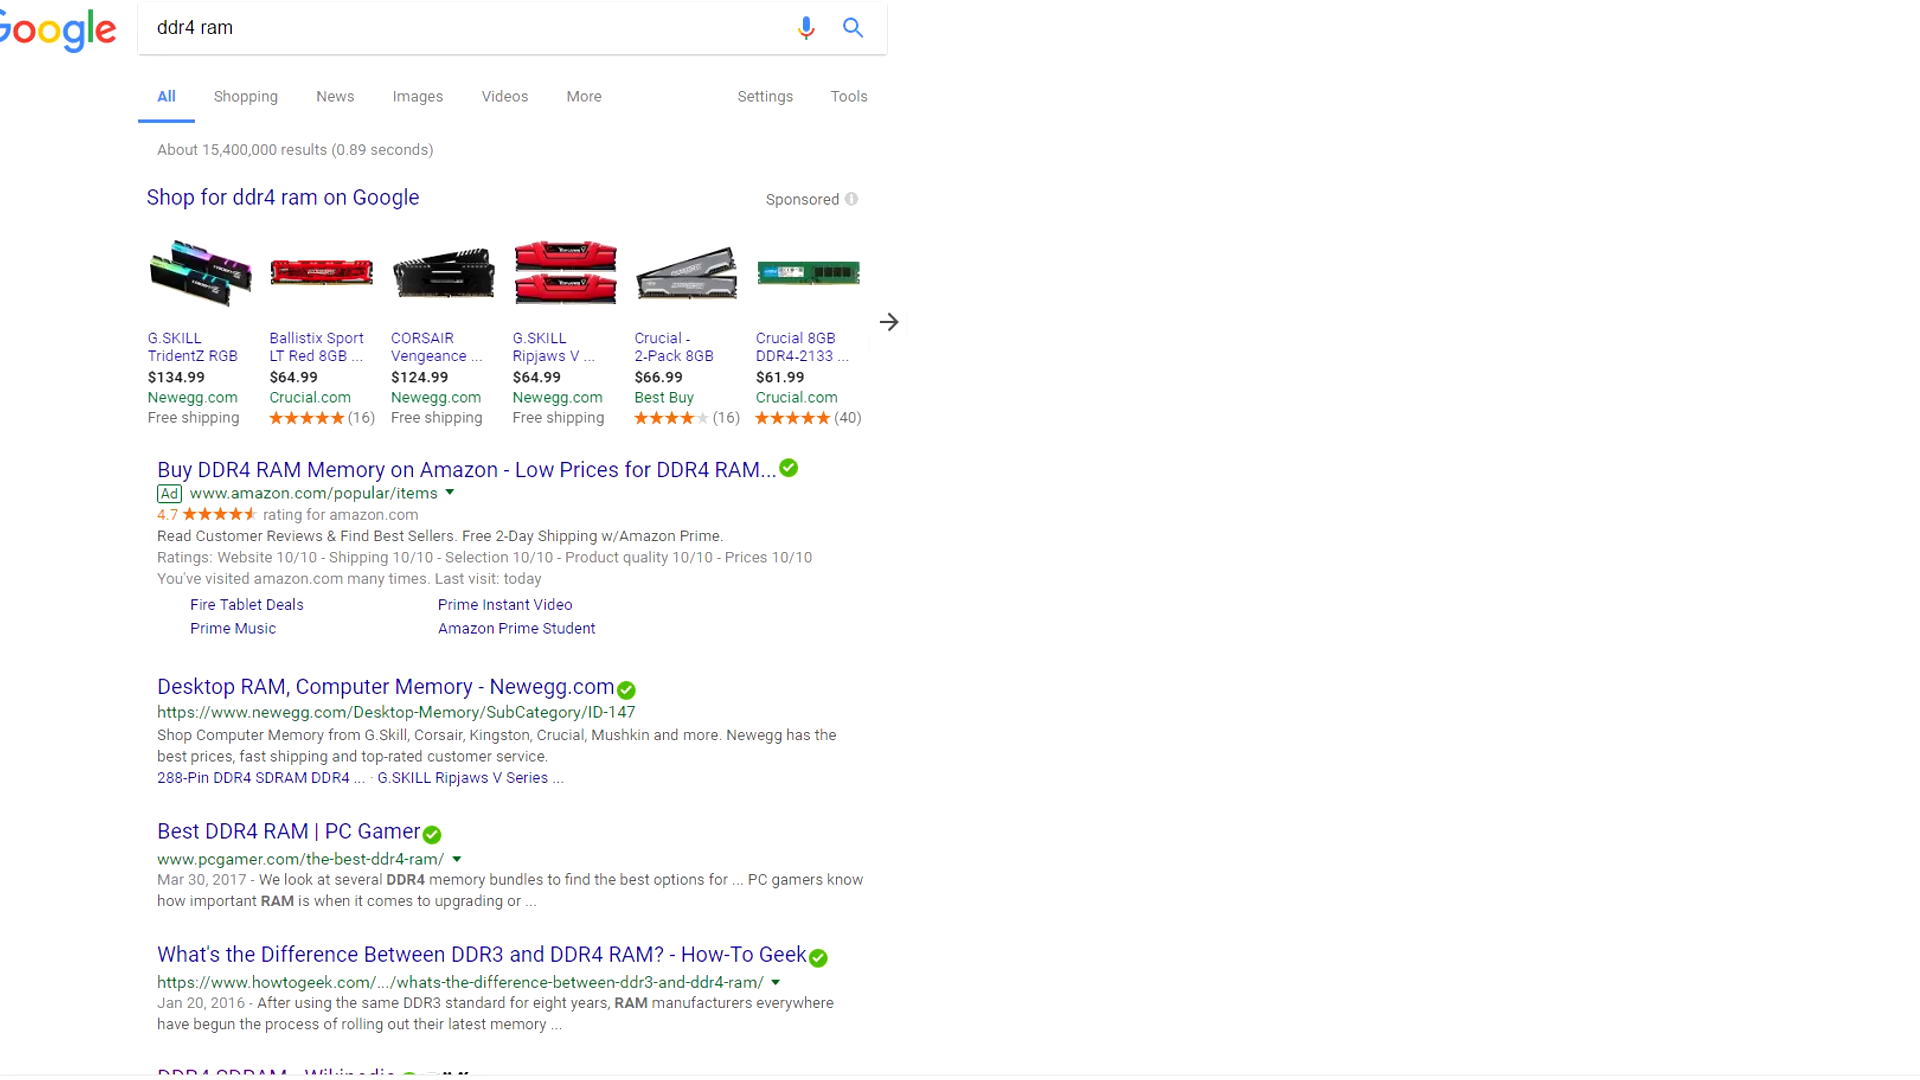 Google
ddr4 ram
All Shopping News Images Videos More Settings Tools
About 15,400,000 results (0.89 seconds)
Shop for ddr4 ram on Google
Sponsored
G.SKILL
TridentZ RGB
$134.99
Newegg.com
Free shipping
Ballistix Sport
LT Red 8GB ...
$64.99
Crucial.com
(16)
CORSAIR
Vengeance ...
$124.99
Newegg.com
Free shipping
G.SKILL
Ripjaws V ...
$64.99
Newegg.com
Free shipping
Crucial -
2-Pack 8GB
$66.99
Best Buy
(16)
Crucial 8GB
DDR4-2133 ...
$61.99
Crucial.com
(40)
Buy DDR4 RAM Memory on Amazon - Low Prices for DDR4 RAM...
Ad www.amazon.com/popular/items
4.7 rating for amazon.com
Read Customer Reviews & Find Best Sellers. Free 2-Day Shipping w/Amazon Prime.
Ratings: Website 10/10 - Shipping 10/10 - Selection 10/10 - Product quality 10/10 - Prices 10/10
You've visited amazon.com many times. Last visit: today
Fire Tablet Deals Prime Instant Video
Prime Music Amazon Prime Student
Desktop RAM, Computer Memory - Newegg.com
https://www.newegg.com/Desktop-Memory/SubCategory/ID-147
Shop Computer Memory from G.Skill, Corsair, Kingston, Crucial, Mushkin and more. Newegg has the
best prices, fast shipping and top-rated customer service.
288-Pin DDR4 SDRAM DDR4 ... · G.SKILL Ripjaws V Series ...
Best DDR4 RAM | PC Gamer
www.pcgamer.com/the-best-ddr4-ram/
Mar 30, 2017 - We look at several DDR4 memory bundles to find the best options for ... PC gamers know
how important RAM is when it comes to upgrading or ...
What's the Difference Between DDR3 and DDR4 RAM? - How-To Geek
https://www.howtogeek.com/.../whats-the-difference-between-ddr3-and-ddr4-ram/
Jan 20, 2016 - After using the same DDR3 standard for eight years, RAM manufacturers everywhere
have begun the process of rolling out their latest memory ...
DDR4 SDRAM - Wikipedia